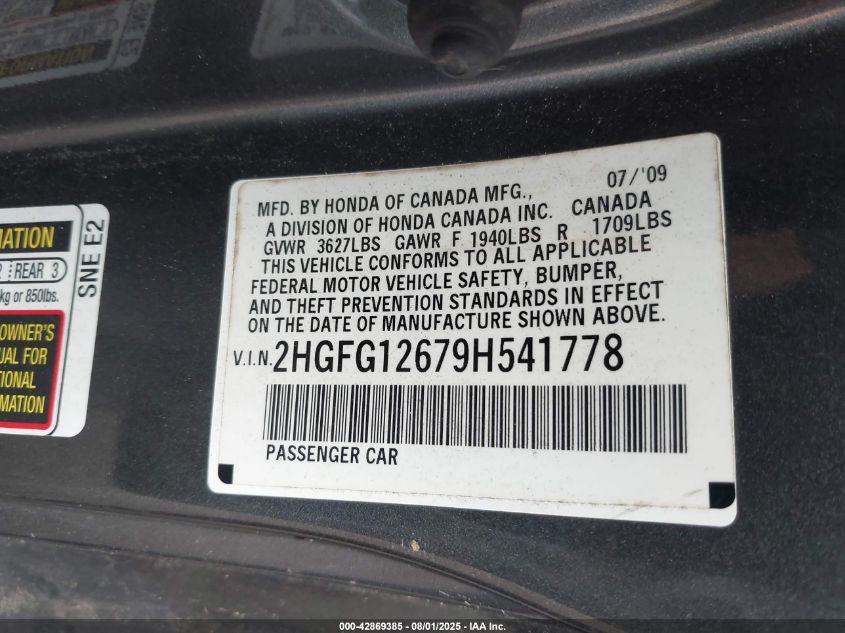 07/'09
MFD. BY HONDA OF CANADA MFG.,
A DIVISION OF HONDA CANADA INC. CANADA
GVWR 3627LBS GAWR F 1940LBS R 1709LBS
THIS VEHICLE CONFORMS TO ALL APPLICABLE
FEDERAL MOTOR VEHICLE SAFETY, BUMPER,
AND THEFT PREVENTION STANDARDS IN EFFECT
ON THE DATE OF MANUFACTURE SHOWN ABOVE.
V.I.N. 2HGFG12679H541778
PASSENGER CAR
MATION
2 REAR 3
kg or 850lbs.
OWNER'S
UAL FOR
TIONAL
RMATION
SNE E2
000-42869385 - 08/01/2025 - IAA Inc.